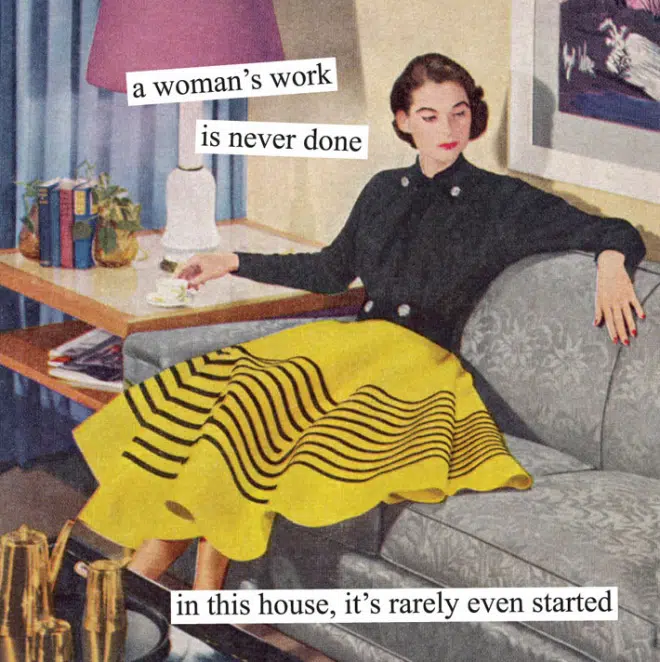 a woman's work
is never done
in this house, it's rarely even started